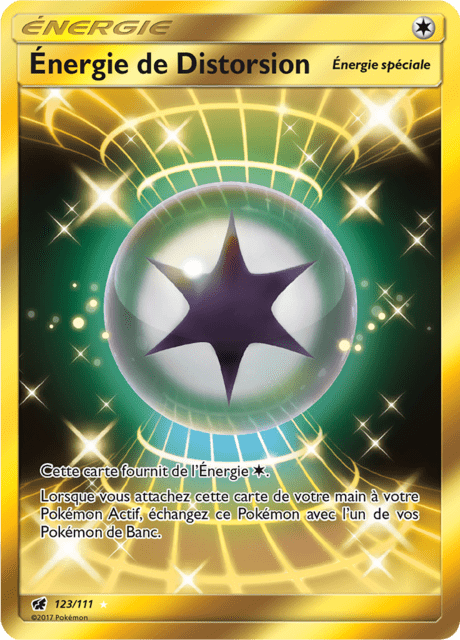 ÉNERGIE
Énergie de Distorsion
Énergie spéciale
Cette carte fournit de l'Énergie.
Lorsque vous attachez cette carte de votre main à votre
Pokémon Actif, échangez ce Pokémon avec l'un de vos
Pokémon de Banc.
123/111
©2017 Pokémon